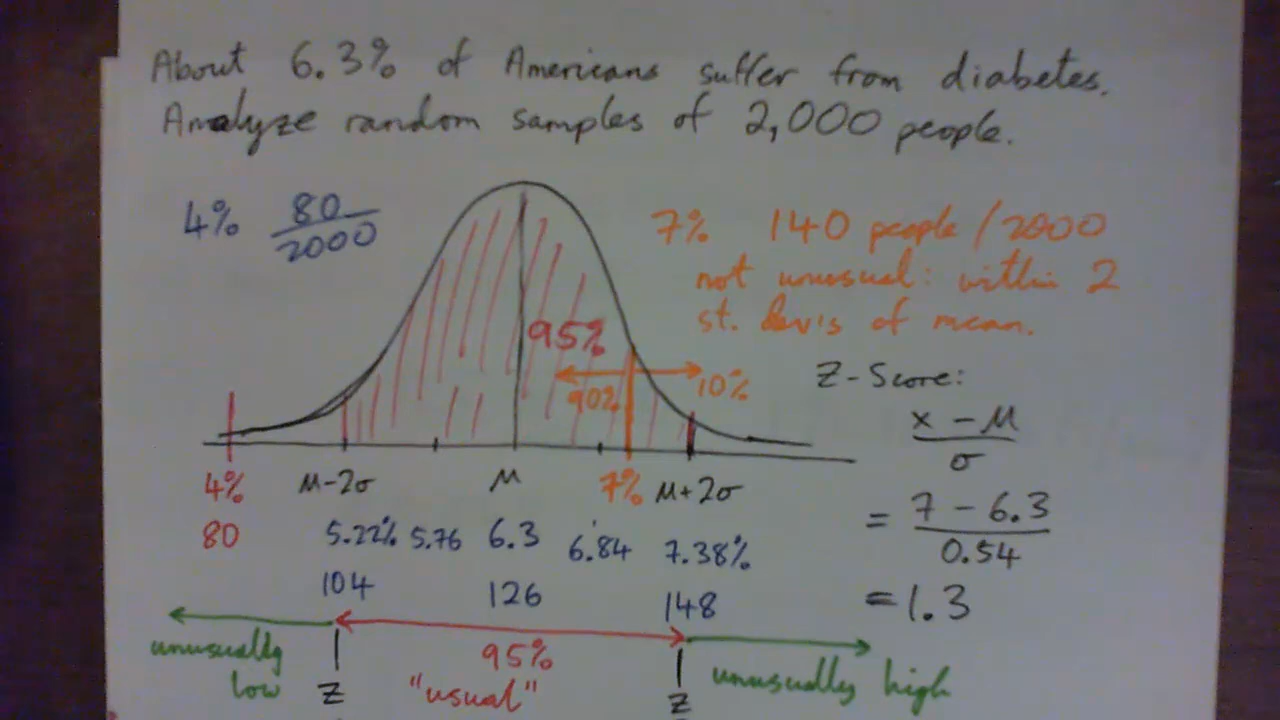 About 6.3% of Americans suffer from diabetes.
Analyze random samples of 2,000 people.
4% 80/2000
7% 140 people/2000
not unusual: within 2
st. dev's of mean.
95%
90% 10%
Z-Score:
x - μ
σ
= 7 - 6.3
0.54
= 1.3
4% μ-2σ μ 7% μ+2σ
80 5.22% 5.76 6.3 6.84 7.38%
104 126 148
unusually
low
95%
"usual"
unusually high
Z Z